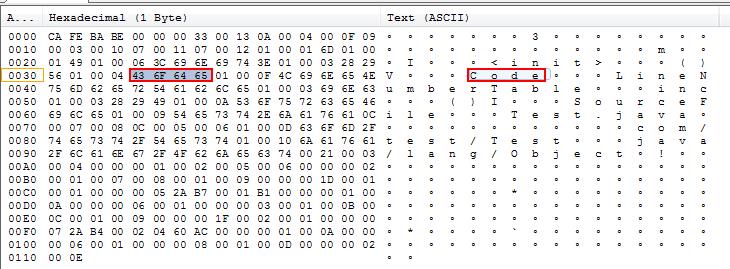 A... Hexadecimal (1 Byte) Text (ASCII)
0000 CA FE BA BE 00 00 00 33 00 13 0A 00 04 00 0F 09 ° ° ° ° ° ° ° 3 ° ° ° ° ° ° ° °
0010 00 03 00 10 07 00 11 07 00 12 01 00 01 6D 01 00 ° ° ° ° ° ° ° ° ° ° ° ° ° m ° °
0020 01 49 01 00 06 3C 69 6E 69 74 3E 01 00 03 28 29 ° I ° ° ° < i n i t > ° ° ° ( )
0030 56 01 00 04 43 6F 64 65 01 00 0F 4C 69 6E 65 4E V ° ° ° C o d e ° ° ° L i n e N
0040 75 6D 62 65 72 54 61 62 6C 65 01 00 03 69 6E 63 u m b e r T a b l e ° ° ° i n c
0050 01 00 03 28 29 49 01 00 0A 53 6F 75 72 63 65 46 ° ° ° ( ) I ° ° ° S o u r c e F
0060 69 6C 65 01 00 09 54 65 73 74 2E 6A 61 76 61 0C i l e ° ° ° T e s t . j a v a °
0070 00 07 00 08 0C 00 05 00 06 01 00 0D 63 6F 6D 2F ° ° ° ° ° ° ° ° ° ° ° ° c o m /
0080 74 65 73 74 2F 54 65 73 74 01 00 10 6A 61 76 61 t e s t / T e s t ° ° ° j a v a
0090 2F 6C 61 6E 67 2F 4F 62 6A 65 63 74 00 21 00 03 / l a n g / O b j e c t ° ! ° °
00A0 00 04 00 00 00 01 00 02 00 05 00 06 00 00 00 02 ° ° ° ° ° ° ° ° ° ° ° ° ° ° ° °
00B0 00 01 00 07 00 08 00 01 00 09 00 00 00 1D 00 01 ° ° ° ° ° ° ° ° ° ° ° ° ° ° ° °
00C0 00 01 00 00 00 05 2A B7 00 01 B1 00 00 00 01 00 ° ° ° ° ° ° * ° ° ° ° ° ° ° ° °
00D0 0A 00 00 00 06 00 01 00 00 00 03 00 01 00 0B 00 ° ° ° ° ° ° ° ° ° ° ° ° ° ° ° °
00E0 0C 00 01 00 09 00 00 00 1F 00 02 00 01 00 00 00 ° ° ° ° ° ° ° ° ° ° ° ° ° ° ° °
00F0 07 2A B4 00 02 04 60 AC 00 00 00 01 00 0A 00 00 ° * ° ° ° ° ` ° ° ° ° ° ° ° ° °
0100 00 06 00 01 00 00 00 08 00 01 00 0D 00 00 00 02 ° ° ° ° ° ° ° ° ° ° ° ° ° ° ° °
0110 00 0E ° °